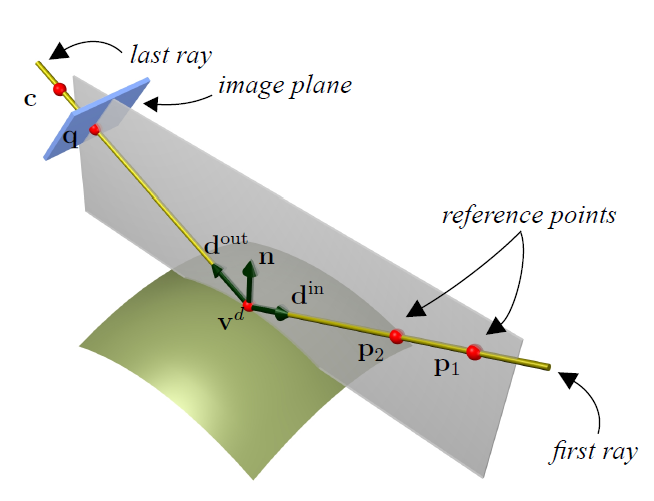 last ray
image plane
c
q
reference points
d^out
n
d^in
v^d
p_2
p_1
first ray